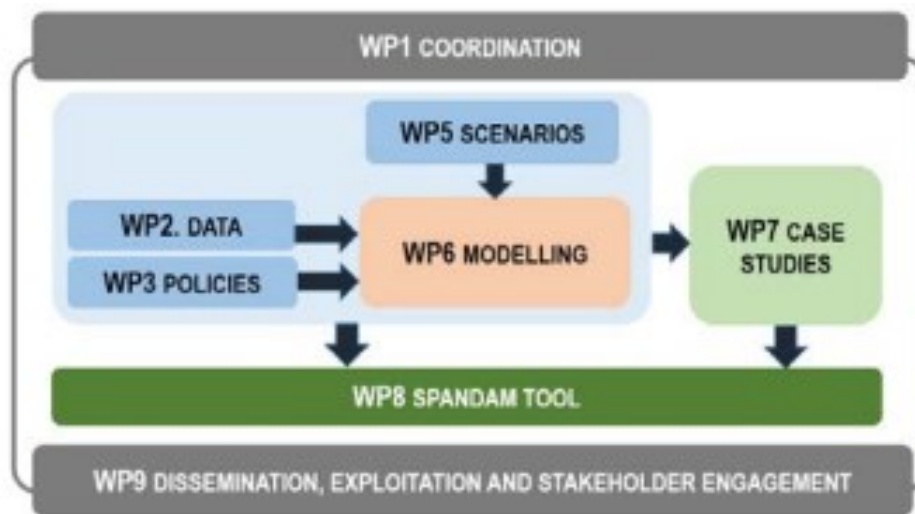 WP1 COORDINATION
WP5 SCENARIOS
WP2. DATA
WP3 POLICIES
WP6 MODELLING
WP7 CASE
STUDIES
WP8 SPANDAM TOOL
WP9 DISSEMINATION, EXPLOITATION AND STAKEHOLDER ENGAGEMENT